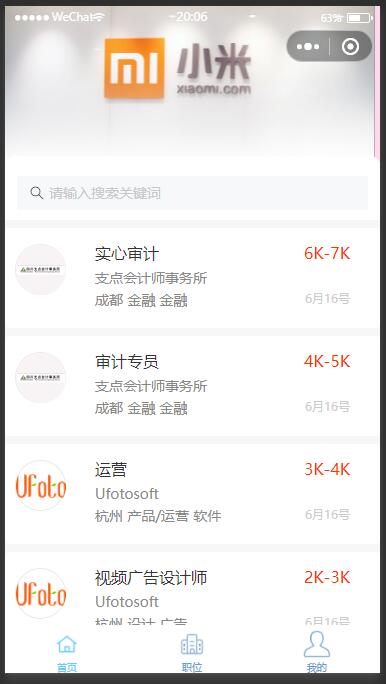 WeChat
20:06
63%
mi
小米
xiaomi.com
请输入搜索关键词
实心审计
6K-7K
支点会计师事务所
成都 金融 金融
6月16号
审计专员
4K-5K
支点会计师事务所
成都 金融 金融
6月16号
Ufoto
运营
3K-4K
Ufotosoft
杭州 产品/运营 软件
6月16号
Ufoto
视频广告设计师
2K-3K
Ufotosoft
杭州 设计 广告
6月16号
首页
职位
我的